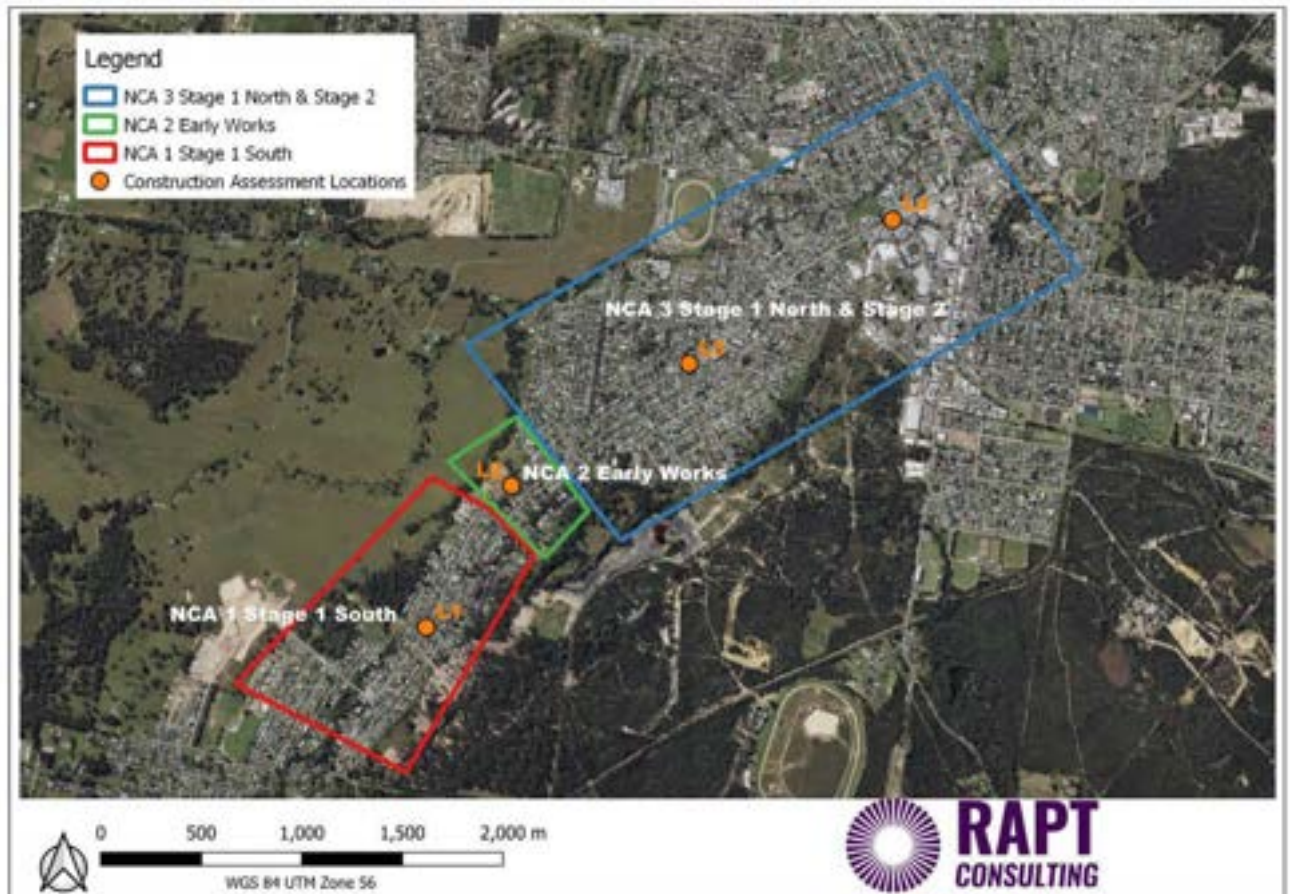 Legend
NCA 3 Stage 1 North & Stage 2
NCA 2 Early Works
NCA 1 Stage 1 South
Construction Assessment Locations
NCA 3 Stage 1 North & Stage 2
NCA 2 Early Works
NCA 1 Stage 1 South
L1
0 500 1,000 1,500 2,000 m
WGS 84 UTM Zone 56
RAPT
CONSULTING